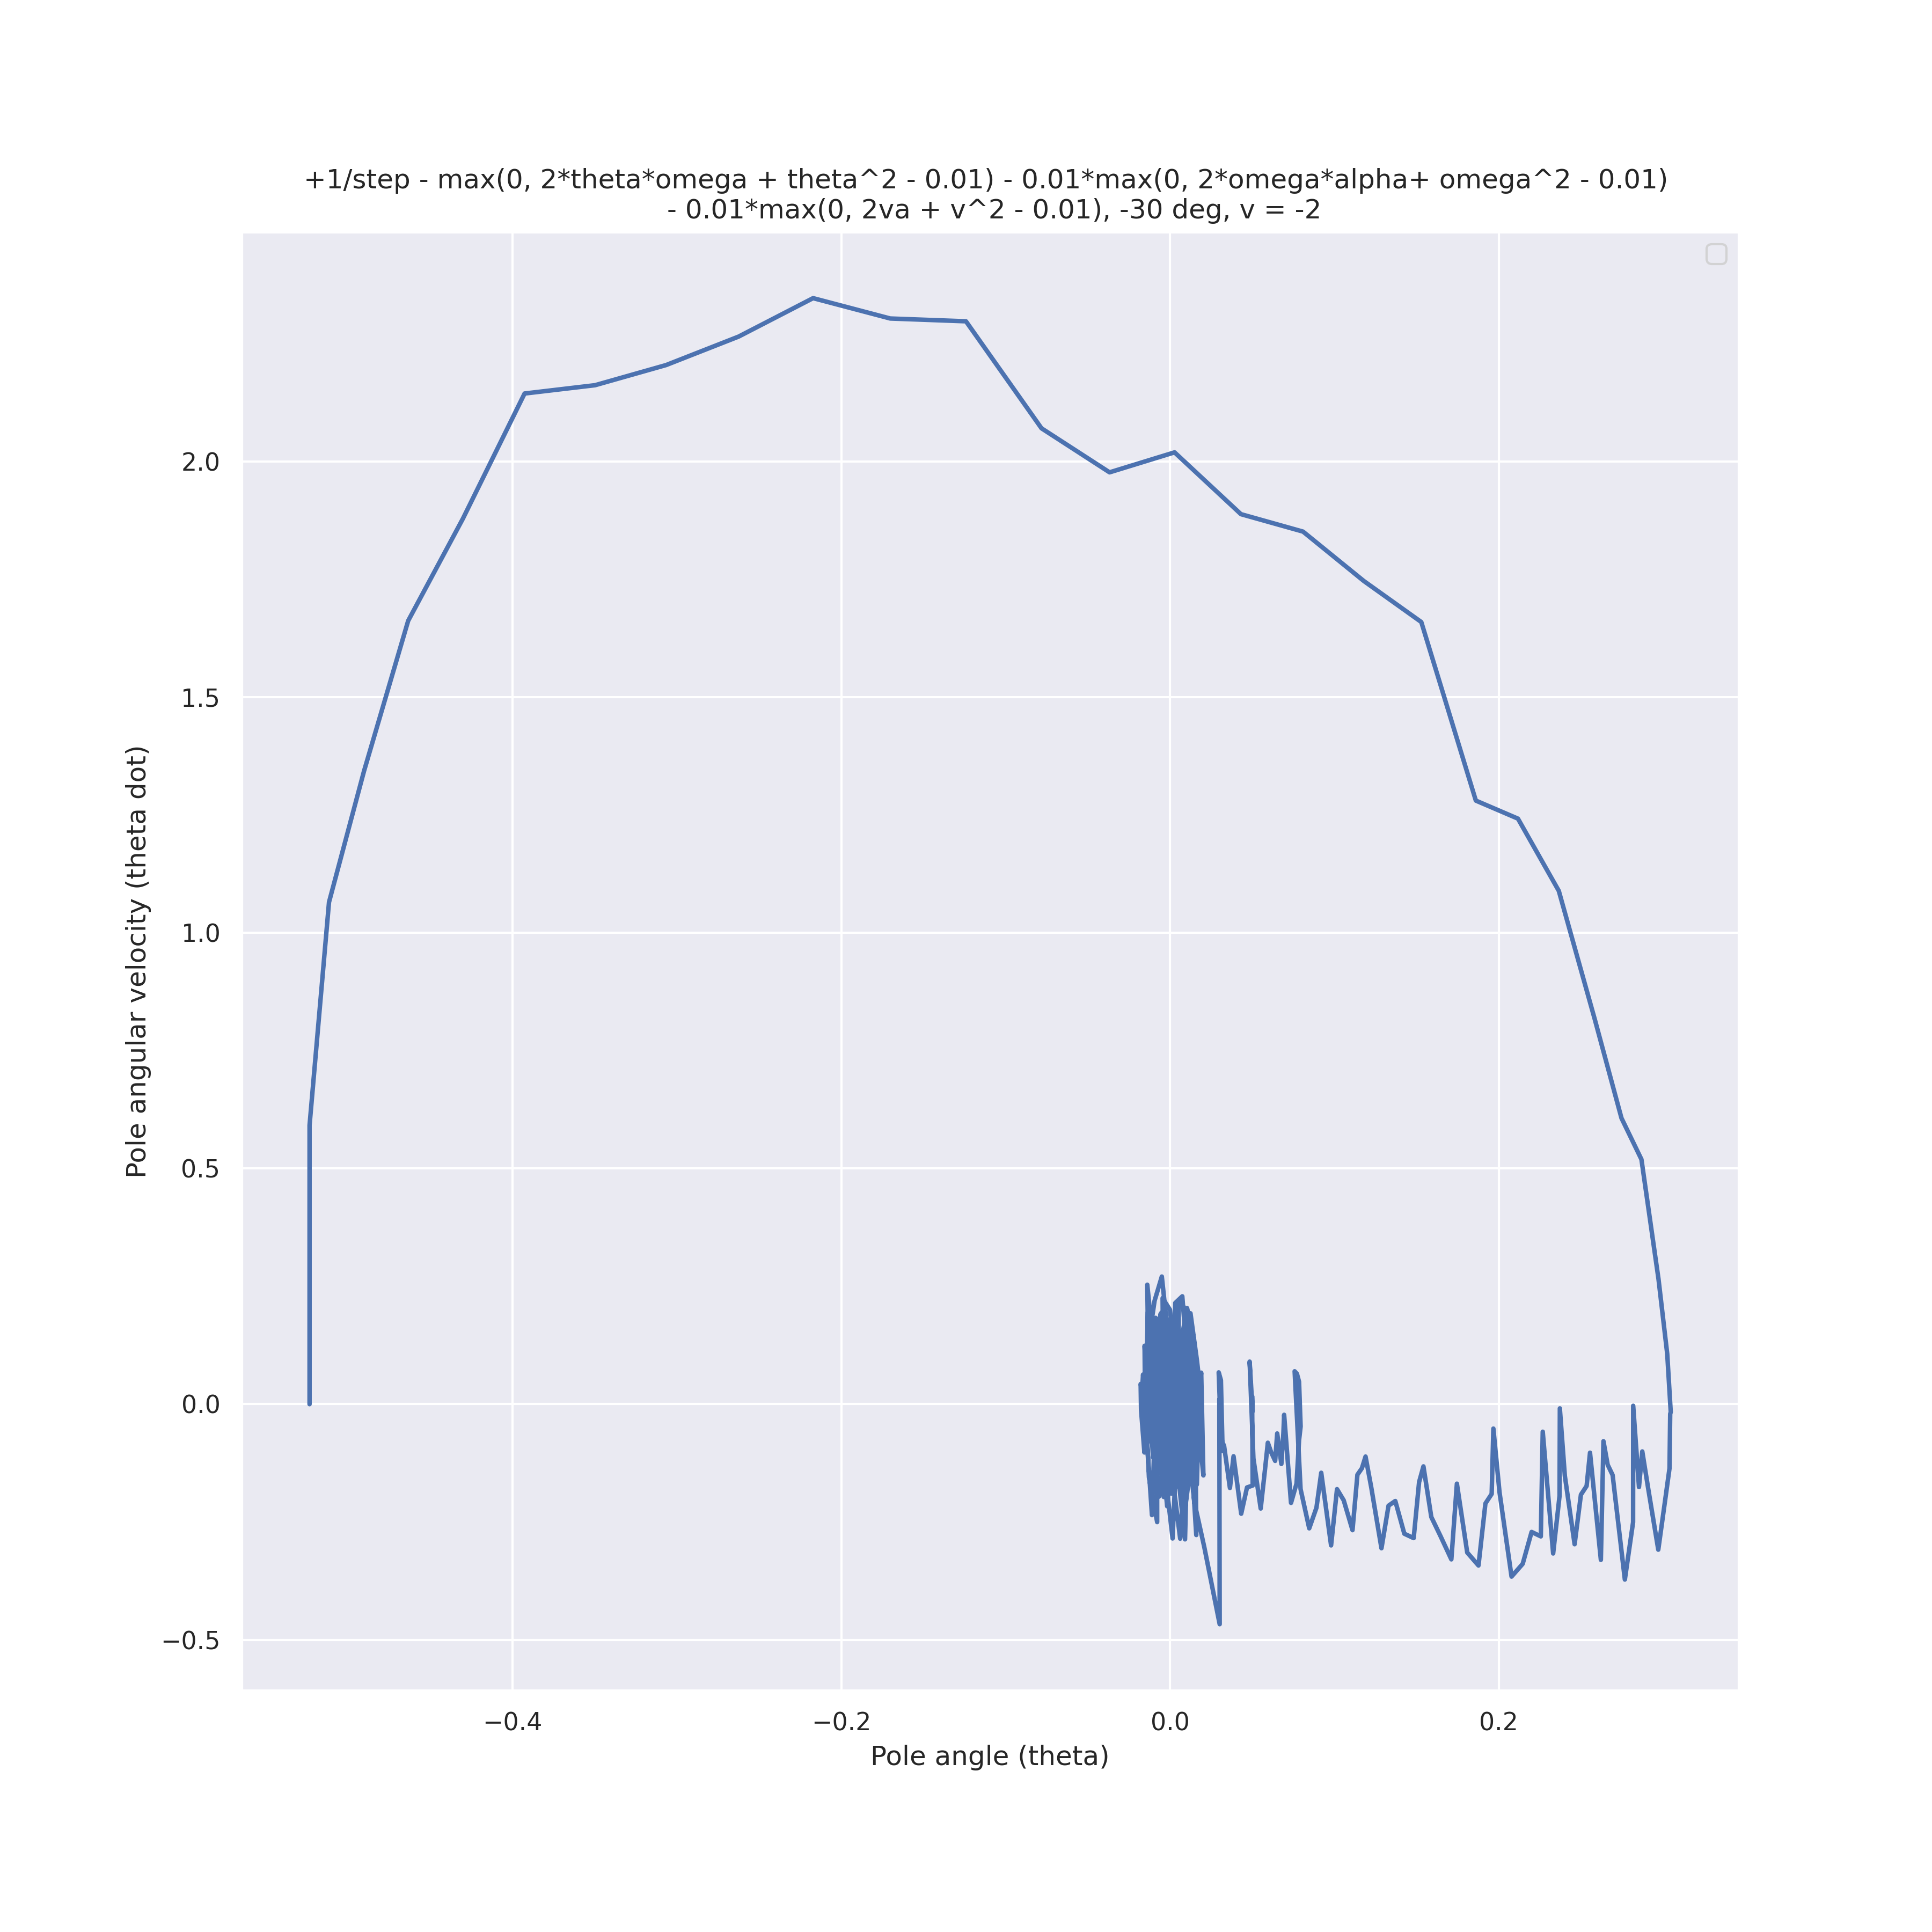 +1/step - max(0, 2*theta*omega + theta^2 - 0.01) - 0.01*max(0, 2*omega*alpha+ omega^2 - 0.01)
- 0.01*max(0, 2va + v^2 - 0.01), -30 deg, v = -2
2.0
1.5
1.0
0.5
0.0
−0.5
Pole angular velocity (theta dot)
−0.4
−0.2
0.0
0.2
Pole angle (theta)